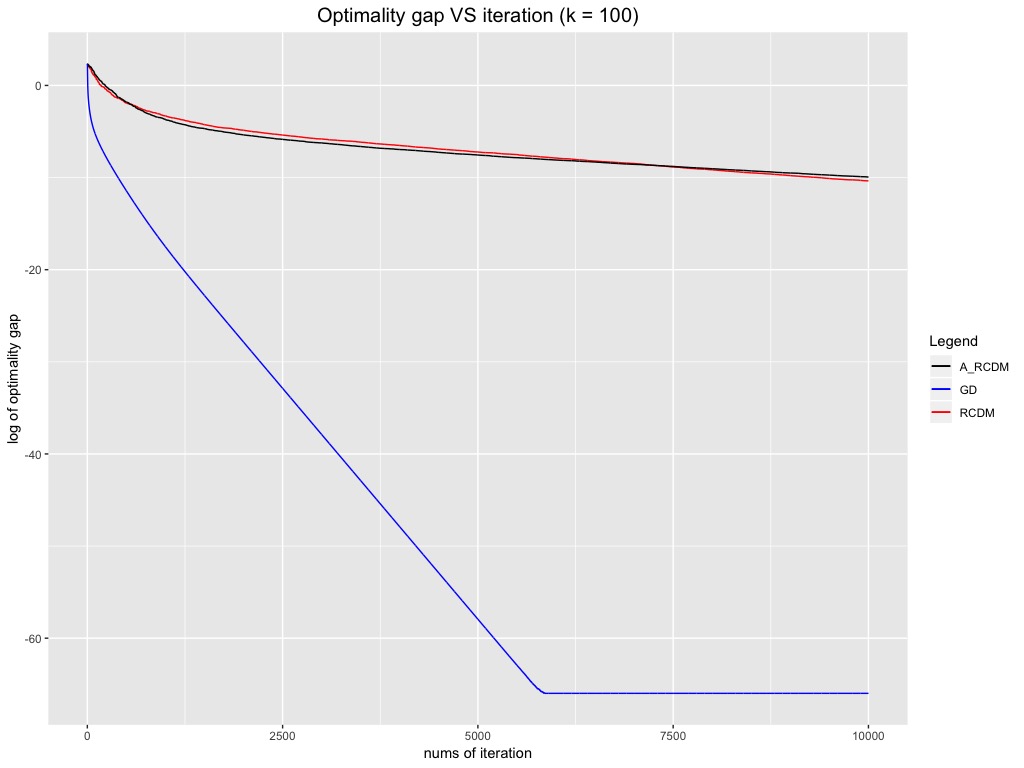 Optimality gap VS iteration (k = 100)
log of optimality gap
0
-20
-40
-60
0
2500
5000
7500
10000
nums of iteration
Legend
A_RCDM
GD
RCDM